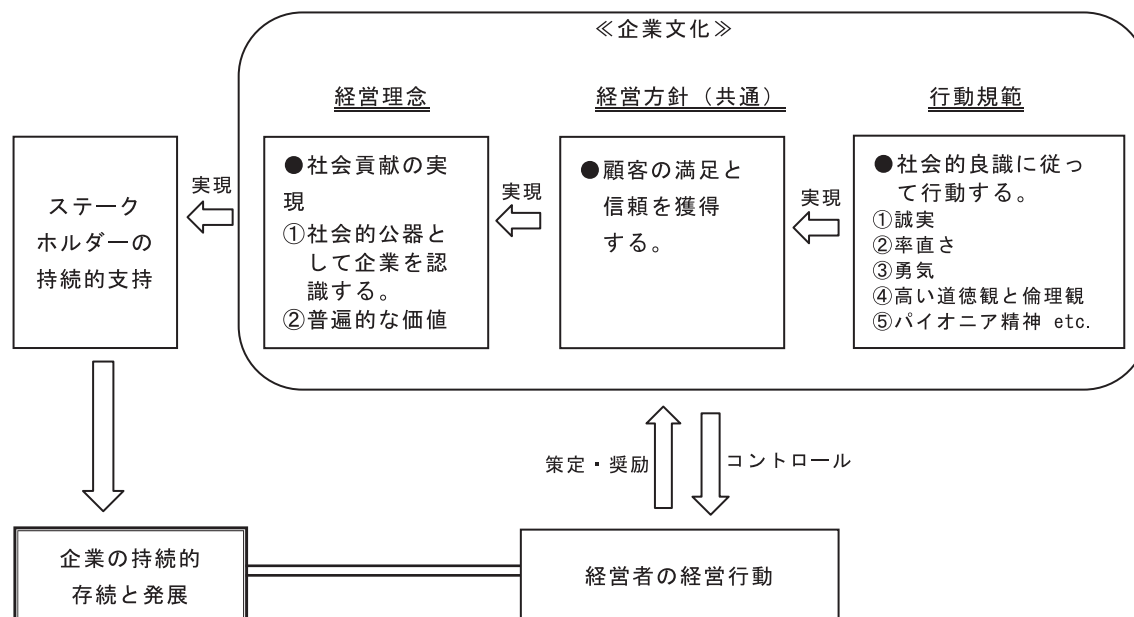 ≪企業文化≫
経営理念
経営方針（共通）
行動規範
ステーク
ホルダーの
持続的支持
実現
●社会貢献の実
現
①社会的公器と
して企業を認
識する。
②普遍的な価値
実現
●顧客の満足と
信頼を獲得
する。
実現
●社会的良識に従っ
て行動する。
①誠実
②率直さ
③勇気
④高い道徳観と倫理観
⑤パイオニア精神 etc.
策定・奨励
コントロール
企業の持続的
存続と発展
経営者の経営行動